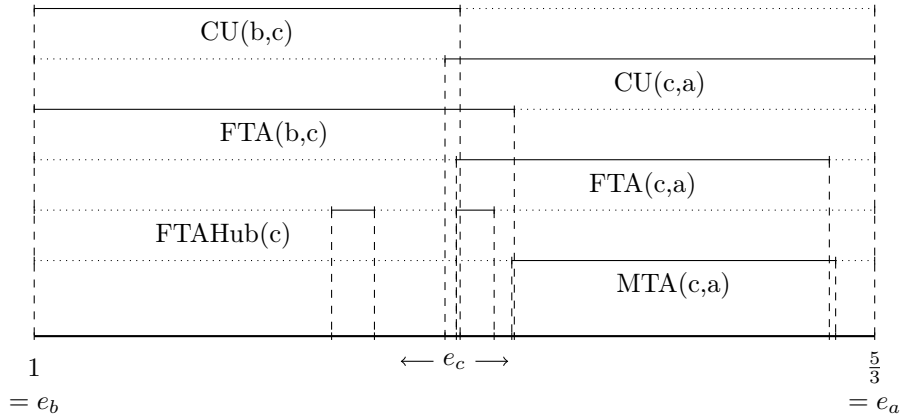 CU(b,c)
CU(c,a)
FTA(b,c)
FTA(c,a)
FTAHub(c)
MTA(c,a)
← e_c →
1
5/3
= e_b
= e_a